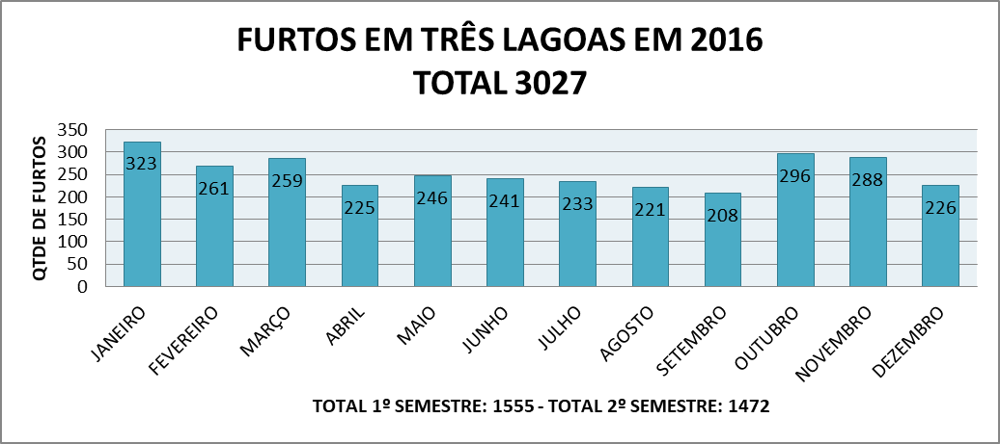 FURTOS EM TRÊS LAGOAS EM 2016
TOTAL 3027
QTDE DE FURTOS
350
300
250
200
150
100
50
0
323
261
259
225
246
241
233
221
208
296
288
226
JANEIRO
FEVEREIRO
MARÇO
ABRIL
MAIO
JUNHO
JULHO
AGOSTO
SETEMBRO
OUTUBRO
NOVEMBRO
DEZEMBRO
TOTAL 1º SEMESTRE: 1555 - TOTAL 2º SEMESTRE: 1472